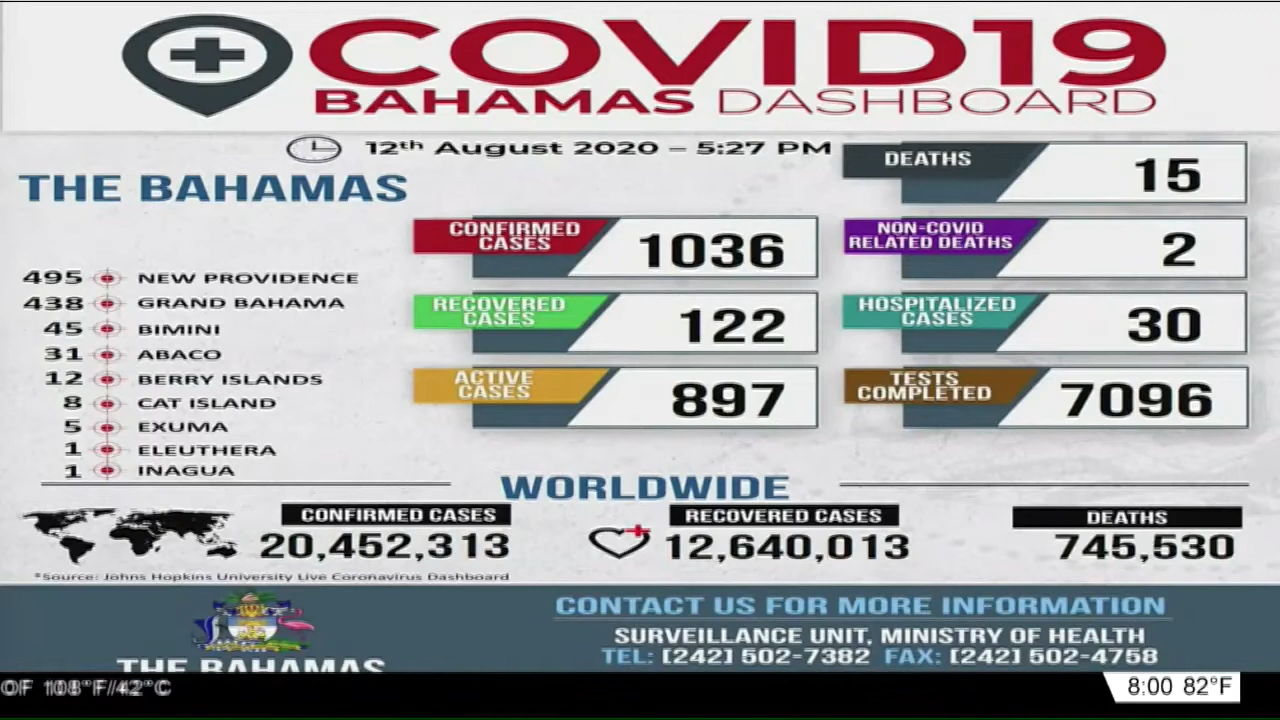 COVID19
BAHAMAS DASHBOARD
12th August 2020 – 5:27 PM
THE BAHAMAS
495 NEW PROVIDENCE
438 GRAND BAHAMA
45 BIMINI
31 ABACO
12 BERRY ISLANDS
8 CAT ISLAND
5 EXUMA
1 ELEUTHERA
1 INAGUA
CONFIRMED
CASES
1036
RECOVERED
CASES
122
ACTIVE
CASES
897
DEATHS
15
NON-COVID
RELATED DEATHS
2
HOSPITALIZED
CASES
30
TESTS
COMPLETED
7096
WORLDWIDE
CONFIRMED CASES
20,452,313
RECOVERED CASES
12,640,013
DEATHS
745,530
*Source: Johns Hopkins University Live Coronavirus Dashboard
CONTACT US FOR MORE INFORMATION
SURVEILLANCE UNIT, MINISTRY OF HEALTH
TEL: [242] 502-7382 FAX: [242] 502-4758
THE BAHAMAS
OF 108°F/42°C
8:00 82°F